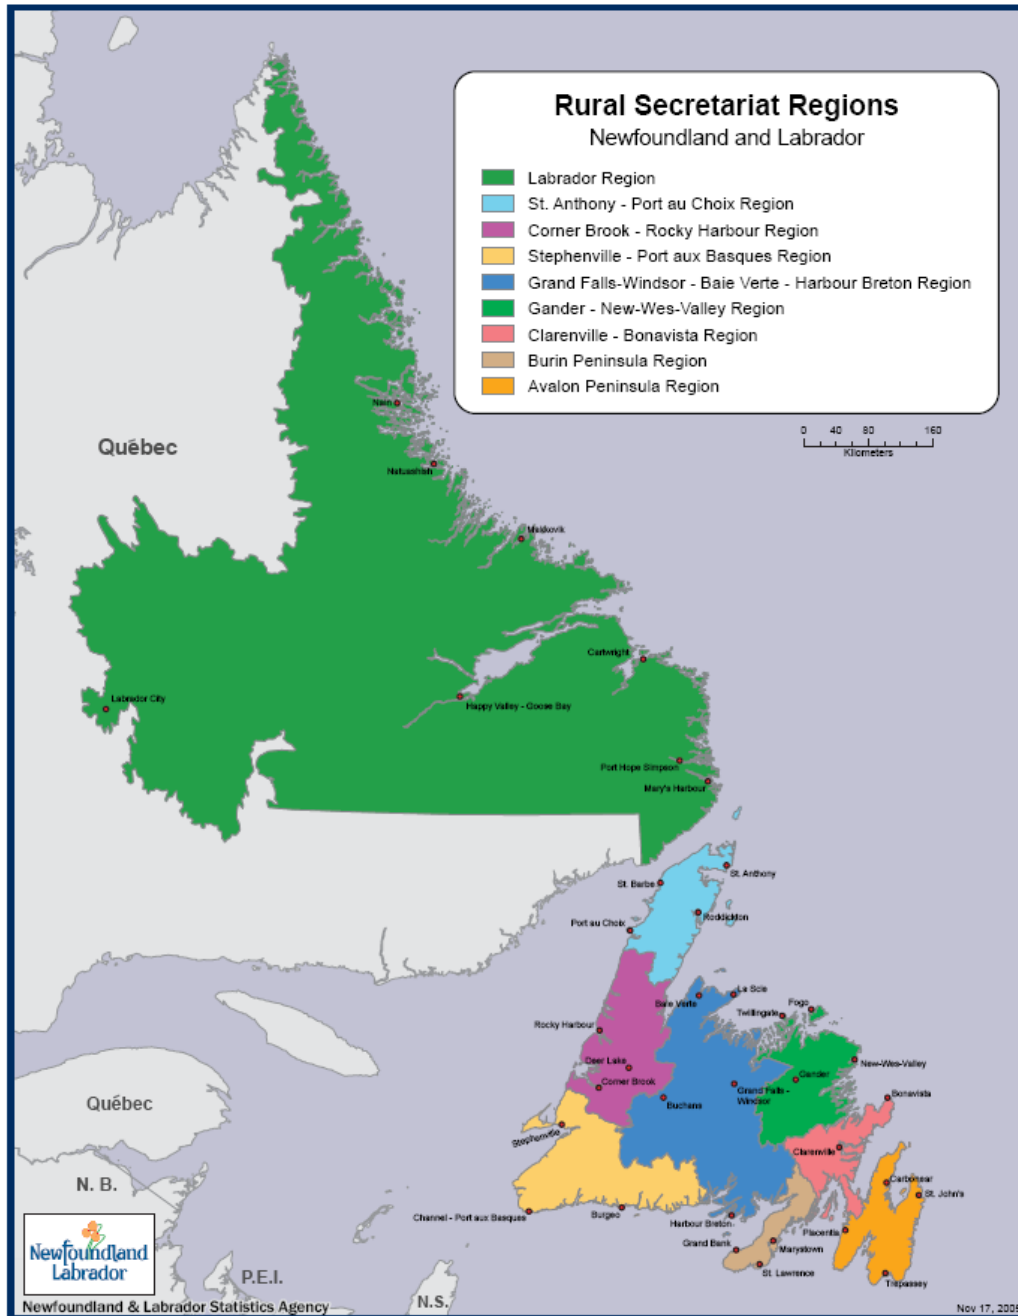 Rural Secretariat Regions
Newfoundland and Labrador
Labrador Region
St. Anthony - Port au Choix Region
Corner Brook - Rocky Harbour Region
Stephenville - Port aux Basques Region
Grand Falls-Windsor - Baie Verte - Harbour Breton Region
Gander - New-Wes-Valley Region
Clarenville - Bonavista Region
Burin Peninsula Region
Avalon Peninsula Region
0 40 80 160
Kilometers
Nain
Québec
Natuashish
Makkovik
Cartwright
Labrador City
Happy Valley - Goose Bay
Port Hope Simpson
Mary's Harbour
St. Anthony
St. Barbe
Roddickton
Port au Choix
La Scie
Baie Verte
Fogo
Twillingate
Rocky Harbour
Deer Lake
New-Wes-Valley
Gander
Corner Brook
Grand Falls -
Windsor
Buchans
Bonavista
Québec
Stephenville
Clarenville
N. B.
Carbonear
St. John's
Channel - Port aux Basques
Burgeo
Harbour Breton
Placentia
Grand Bank
Marystown
St. Lawrence
Trepassey
Newfoundland
Labrador
P.E.I.
N.S.
Newfoundland & Labrador Statistics Agency
Nov 17, 2005